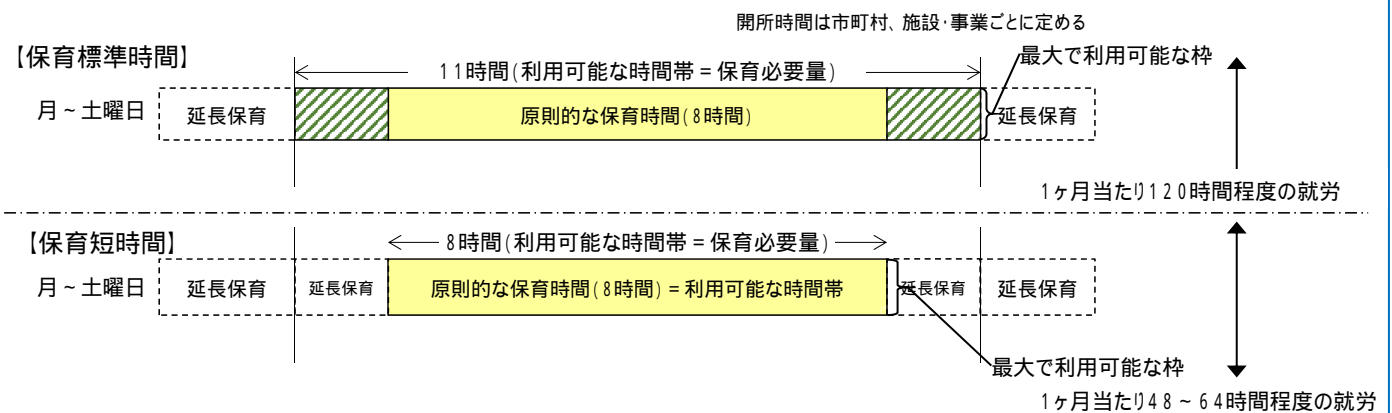 開所時間は市町村、施設・事業ごとに定める
【保育標準時間】
最大で利用可能な枠
11時間(利用可能な時間帯=保育必要量)
月~土曜日
延長保育
原則的な保育時間(8時間)
延長保育
1ヶ月当たり120時間程度の就労
【保育短時間】
8時間(利用可能な時間帯=保育必要量)
月~土曜日
延長保育
延長保育
原則的な保育時間(8時間)=利用可能な時間帯
延長保育
延長保育
最大で利用可能な枠
1ヶ月当たり48~64時間程度の就労